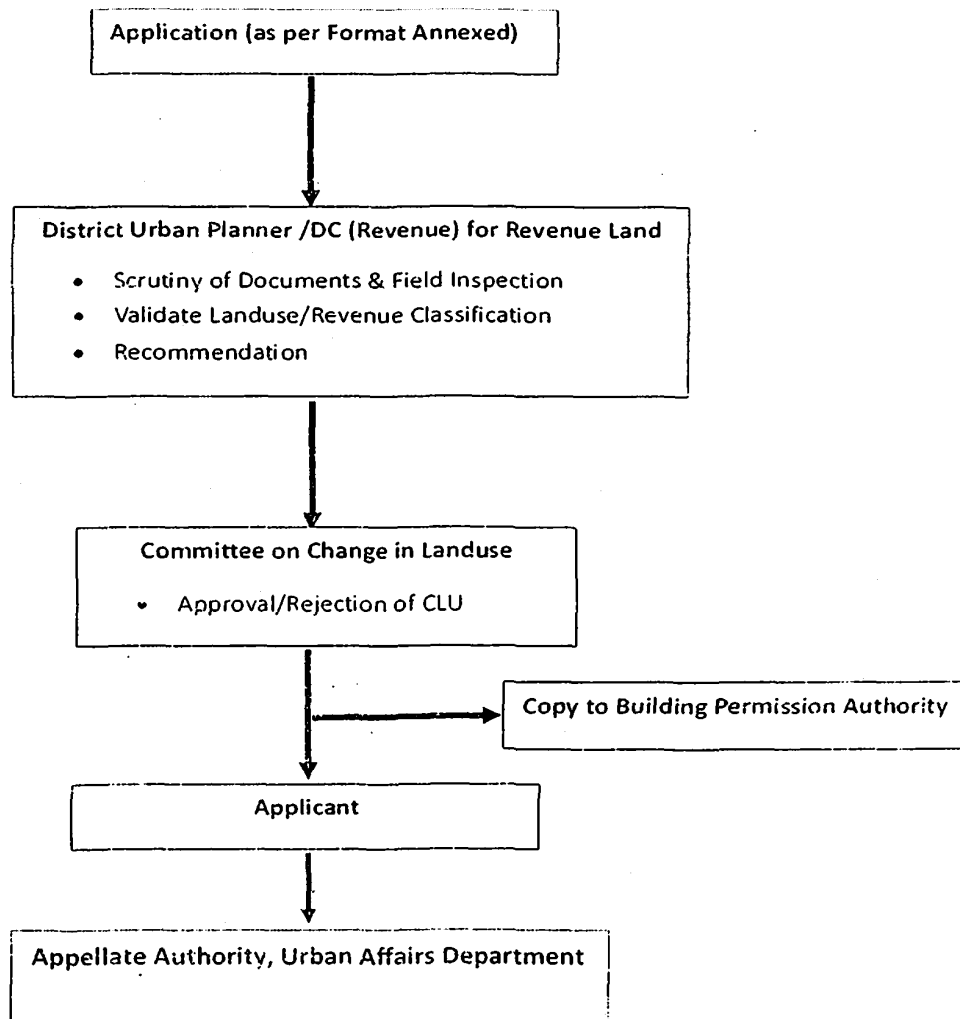 Application (as per Format Annexed)
District Urban Planner /DC (Revenue) for Revenue Land
• Scrutiny of Documents & Field Inspection
• Validate Landuse/Revenue Classification
• Recommendation
Committee on Change in Landuse
• Approval/Rejection of CLU
Copy to Building Permission Authority
Applicant
Appellate Authority, Urban Affairs Department